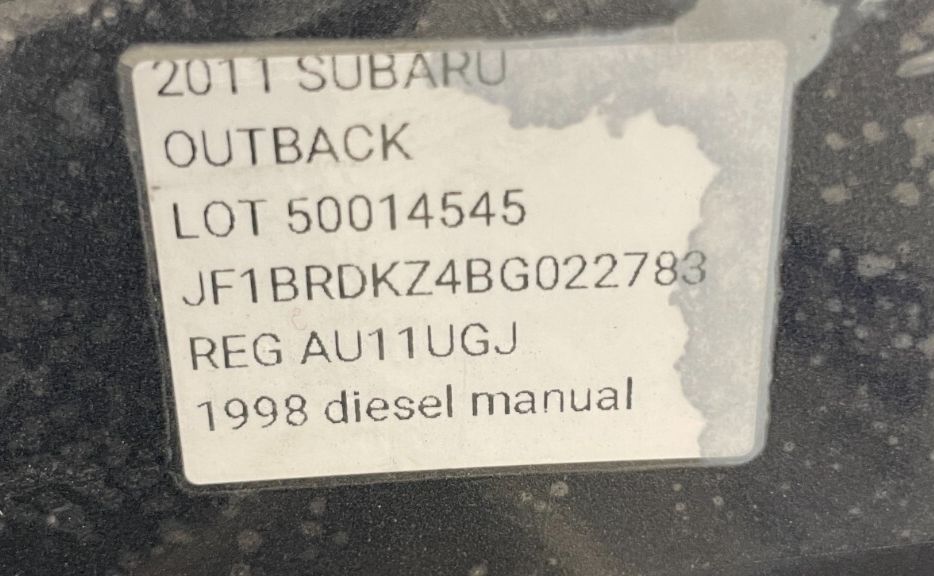 2011 SUBARU
OUTBACK
LOT 50014545
JF1BRDKZ4BG022783
REG AU11UGJ
1998 diesel manual